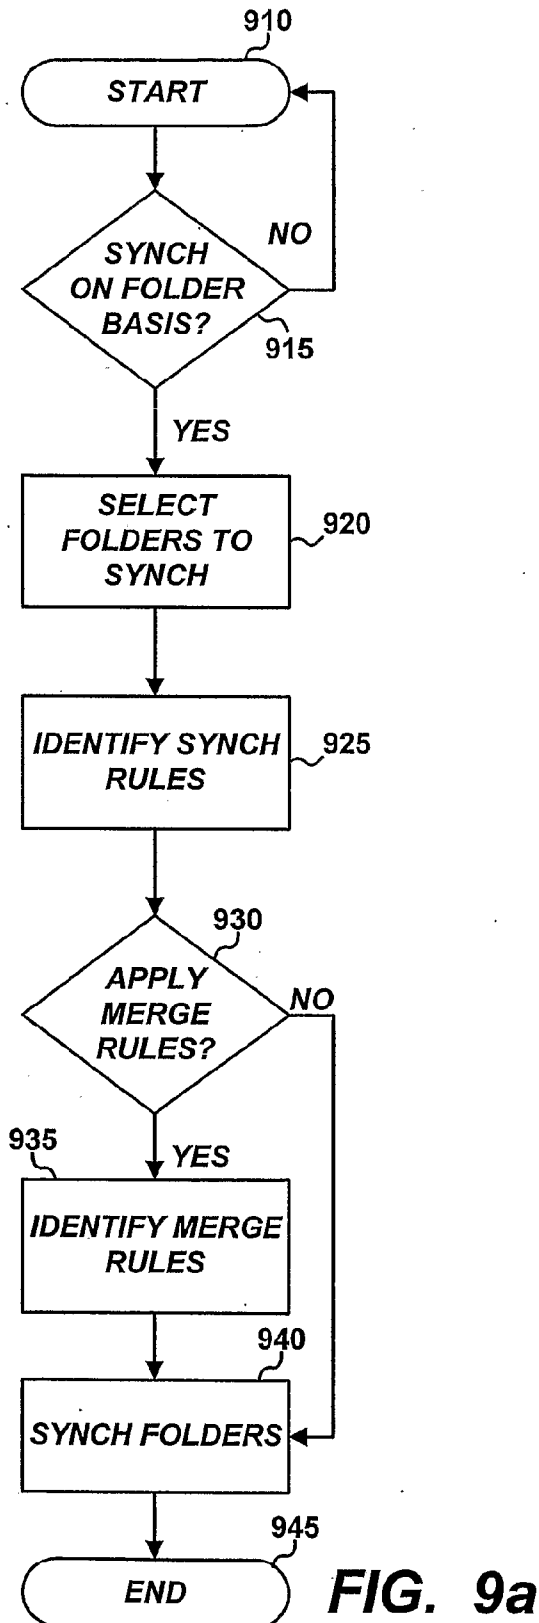 910
START
NO
SYNCH
ON FOLDER
BASIS?
915
YES
SELECT
FOLDERS TO
SYNCH
920
IDENTIFY SYNCH
RULES
925
930
APPLY
MERGE
RULES?
NO
935
YES
IDENTIFY MERGE
RULES
940
SYNCH FOLDERS
945
END
FIG. 9a